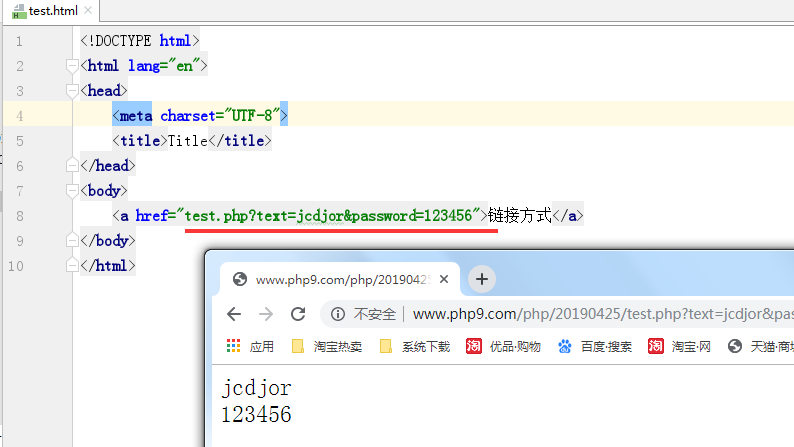 test.html
1 <!DOCTYPE html>
2 <html lang="en">
3 <head>
4 <meta charset="UTF-8">
5 <title>Title</title>
6 </head>
7 <body>
8 <a href="test.php?text=jcdjor&password=123456">链接方式</a>
9 </body>
10 </html>
www.php9.com/php/20190425
不安全 www.php9.com/php/20190425/test.php?text=jcdjor&pas
应用 淘宝热卖 系统下载 淘 优品·购物 百度·搜索 淘 淘宝·网 天猫·商场
jcdjor
123456